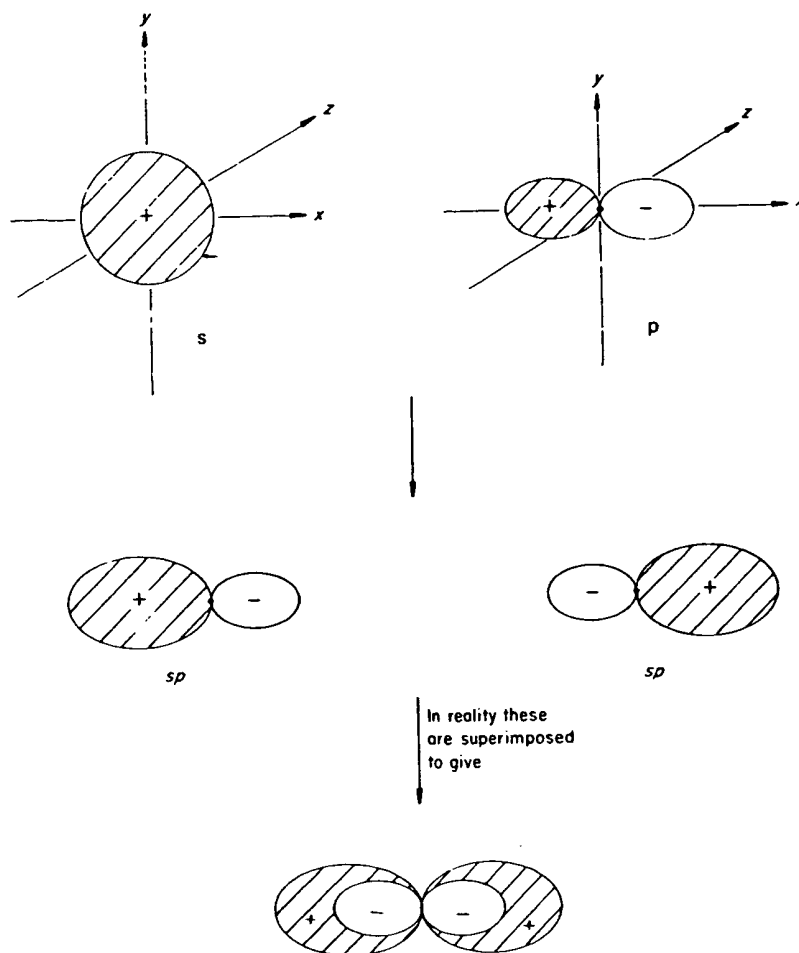 y
z
+
x
s
y
z
+
-
p
+
-
sp
-
+
sp
In reality these
are superimposed
to give
+
-
-
+